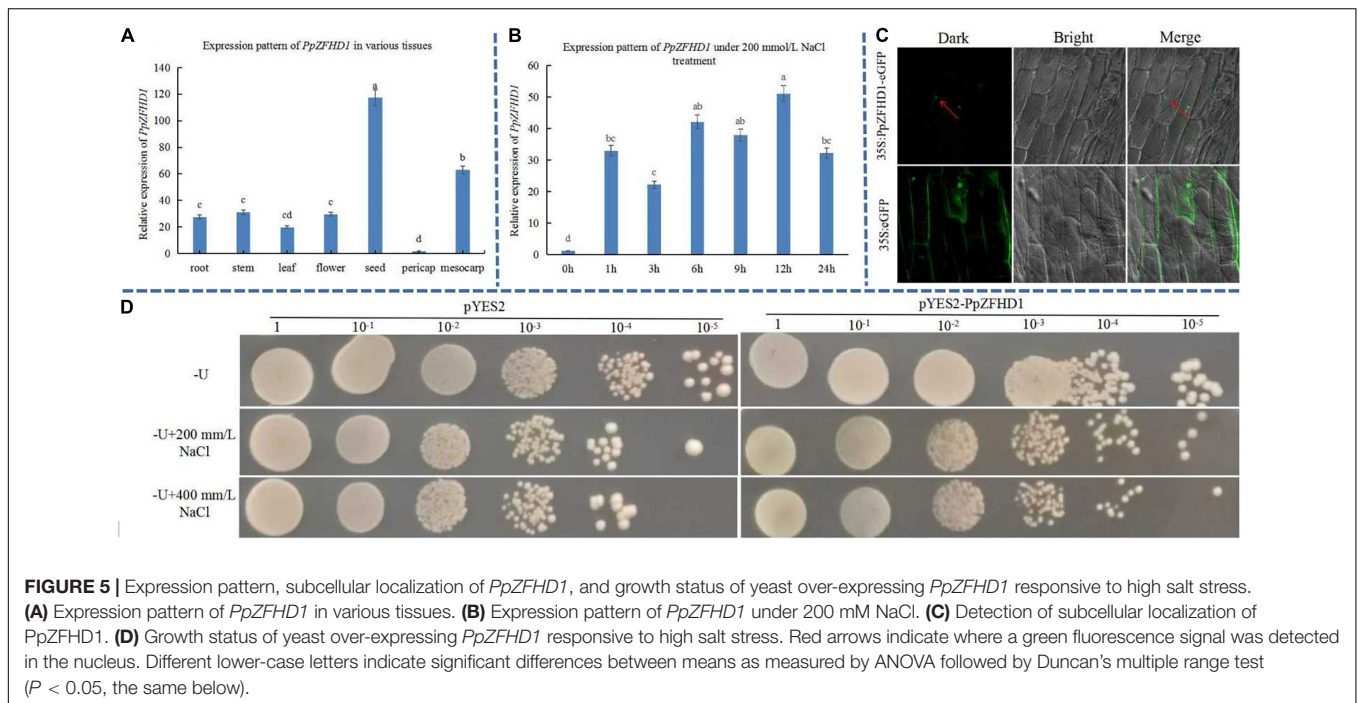 A
Expression pattern of PpZFHD1 in various tissues
Relative expression of PpZFHD1
140
120
100
80
60
40
20
0
c
c
cd
c
a
d
b
root stem leaf flower seed pericap mesocarp
B
Expression pattern of PpZFHD1 under 200 mmol/L NaCl
treatment
Relative expression of PpZFHD1
60
50
40
30
20
10
0
d
bc
c
ab
ab
a
bc
0h 1h 3h 6h 9h 12h 24h
C
Dark Bright Merge
35S:PpZFHD1-eGFP
35S:eGFP
D
pYES2
1 10-1 10-2 10-3 10-4 10-5
pYES2-PpZFHD1
1 10-1 10-2 10-3 10-4 10-5
-U
-U+200 mm/L
NaCl
-U+400 mm/L
NaCl
FIGURE 5 | Expression pattern, subcellular localization of PpZFHD1, and growth status of yeast over-expressing PpZFHD1 responsive to high salt stress.
(A) Expression pattern of PpZFHD1 in various tissues. (B) Expression pattern of PpZFHD1 under 200 mM NaCl. (C) Detection of subcellular localization of
PpZFHD1. (D) Growth status of yeast over-expressing PpZFHD1 responsive to high salt stress. Red arrows indicate where a green fluorescence signal was detected
in the nucleus. Different lower-case letters indicate significant differences between means as measured by ANOVA followed by Duncan's multiple range test
(P < 0.05, the same below).